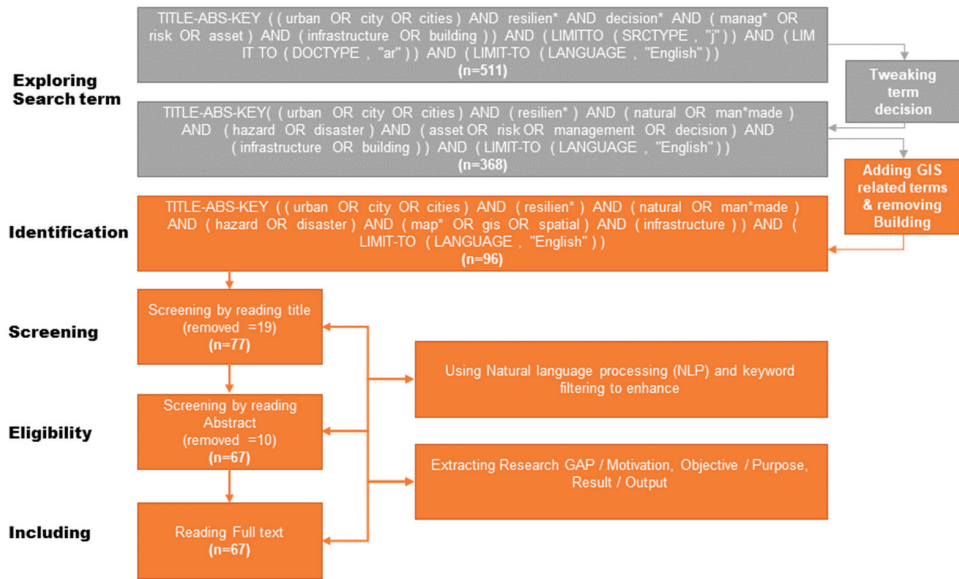 TITLE-ABS-KEY ((urban OR city OR cities) AND resilien* AND decision* AND (manag* OR
risk OR asset) AND (infrastructure OR building)) AND (LIMITTO (SRCTYPE , "j")) AND (LIM
IT TO (DOCTYPE , "ar")) AND (LIMIT-TO (LANGUAGE , "English"))
(n=511)
Exploring
Search term
Tweaking
term
decision
TITLE-ABS-KEY( (urban OR city OR cities) AND (resilien*) AND (natural OR man*made)
AND (hazard OR disaster) AND (asset OR risk OR management OR decision) AND
(infrastructure OR building)) AND (LIMIT-TO (LANGUAGE , "English"))
(n=368)
Adding GIS
related terms
& removing
Building
Identification
TITLE-ABS-KEY ((urban OR city OR cities) AND (resilien*) AND (natural OR man*made)
AND (hazard OR disaster) AND (map* OR gis OR spatial) AND (infrastructure)) AND (
LIMIT-TO (LANGUAGE , "English"))
(n=96)
Screening
Screening by reading title
(removed =19)
(n=77)
Using Natural language processing (NLP) and keyword
filtering to enhance
Eligibility
Screening by reading
Abstract
(removed =10)
(n=67)
Extracting Research GAP / Motivation, Objective / Purpose,
Result / Output
Including
Reading Full text
(n=67)